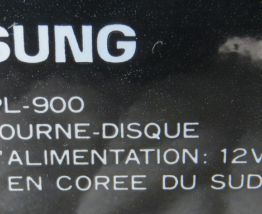 SUNG
PL-900
OURNE-DISQUE
'ALIMENTATION: 12V
EN COREE DU SUD